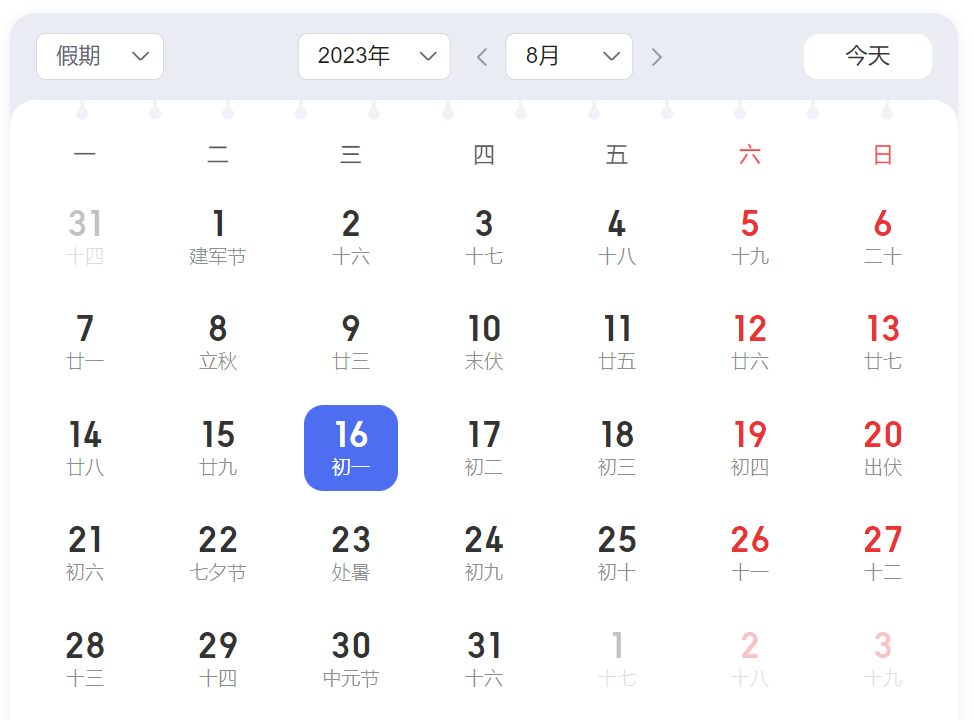 假期 2023年 8月 今天
一 二 三 四 五 六 日
31 1 2 3 4 5 6
十四 建军节 十六 十七 十八 十九 二十
7 8 9 10 11 12 13
廿一 立秋 廿三 末伏 廿五 廿六 廿七
14 15 16 17 18 19 20
廿八 廿九 初一 初二 初三 初四 出伏
21 22 23 24 25 26 27
初六 七夕节 处暑 初九 初十 十一 十二
28 29 30 31 1 2 3
十三 十四 中元节 十六 十七 十八 十九